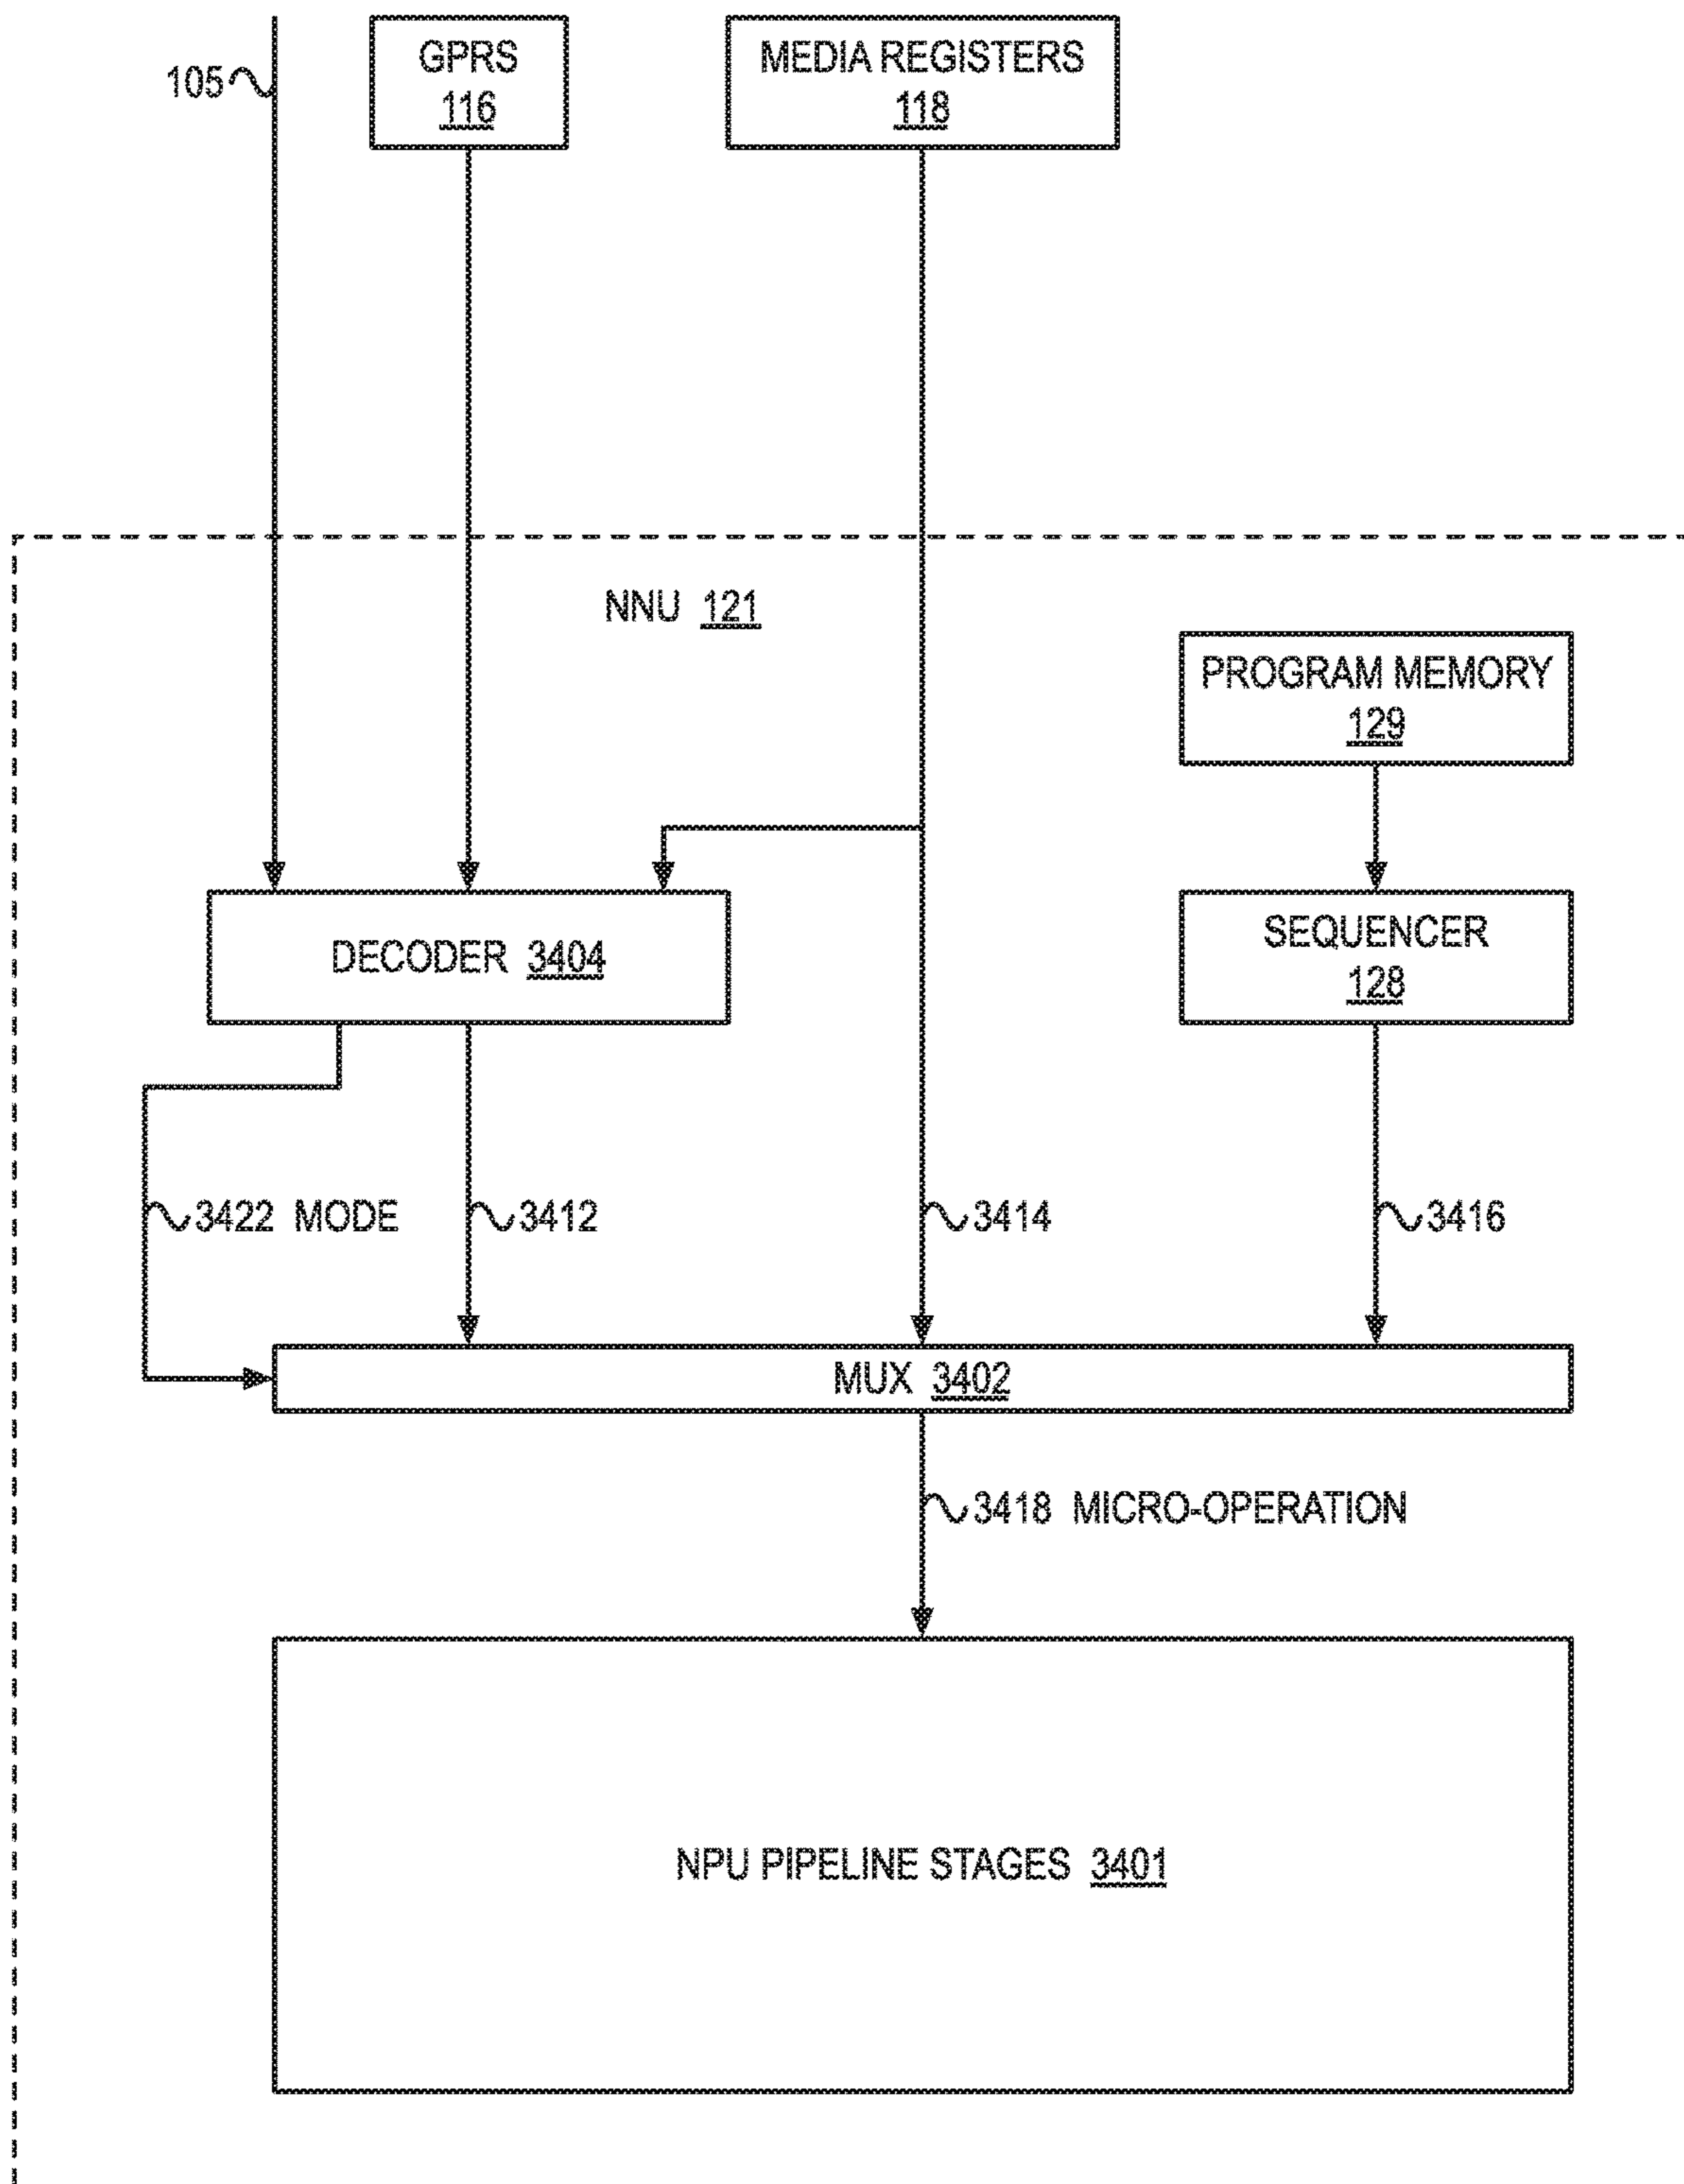 105
GPRS
116
MEDIA REGISTERS
118
NNU 121
PROGRAM MEMORY
129
DECODER 3404
SEQUENCER
128
3422 MODE
3412
3414
3416
MUX 3402
3418 MICRO-OPERATION
NPU PIPELINE STAGES 3401